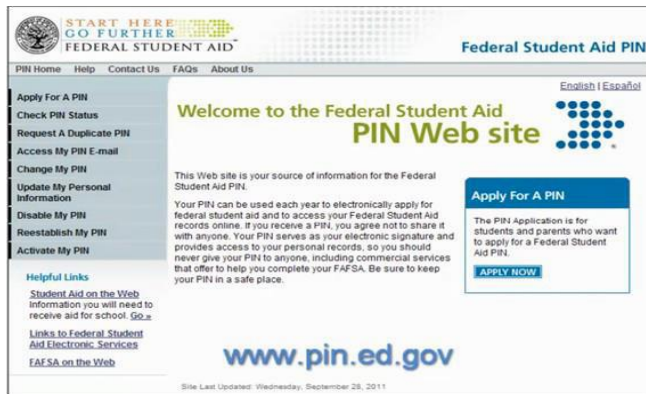 START HERE
GO FURTHER
FEDERAL STUDENT AID
Federal Student Aid PIN
PIN Home Help Contact Us FAQs About Us
English | Español
Apply For A PIN
Check PIN Status
Request A Duplicate PIN
Access My PIN E-mail
Change My PIN
Update My Personal
Information
Disable My PIN
Reestablish My PIN
Activate My PIN
Helpful Links
Student Aid on the Web
Information you will need to
receive aid for school. Go »
Links to Federal Student
Aid Electronic Services
FAFSA on the Web
Welcome to the Federal Student Aid
PIN Web site
This Web site is your source of information for the Federal
Student Aid PIN.
Your PIN can be used each year to electronically apply for
federal student aid and to access your Federal Student Aid
records online. If you receive a PIN, you agree not to share it
with anyone. Your PIN serves as your electronic signature and
provides access to your personal records, so you should
never give your PIN to anyone, including commercial services
that offer to help you complete your FAFSA. Be sure to keep
your PIN in a safe place.
Apply For A PIN
The PIN Application is for
students and parents who want
to apply for a Federal Student
Aid PIN.
APPLY NOW
www.pin.ed.gov
Site Last Updated: Wednesday, September 28, 2011